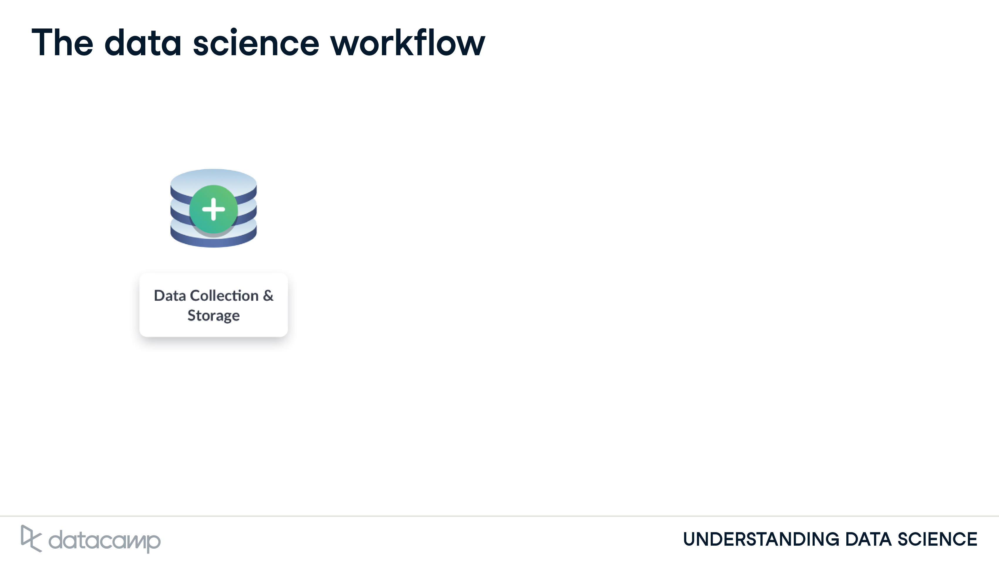 The data science workflow
Data Collection &
Storage
datacamp
UNDERSTANDING DATA SCIENCE